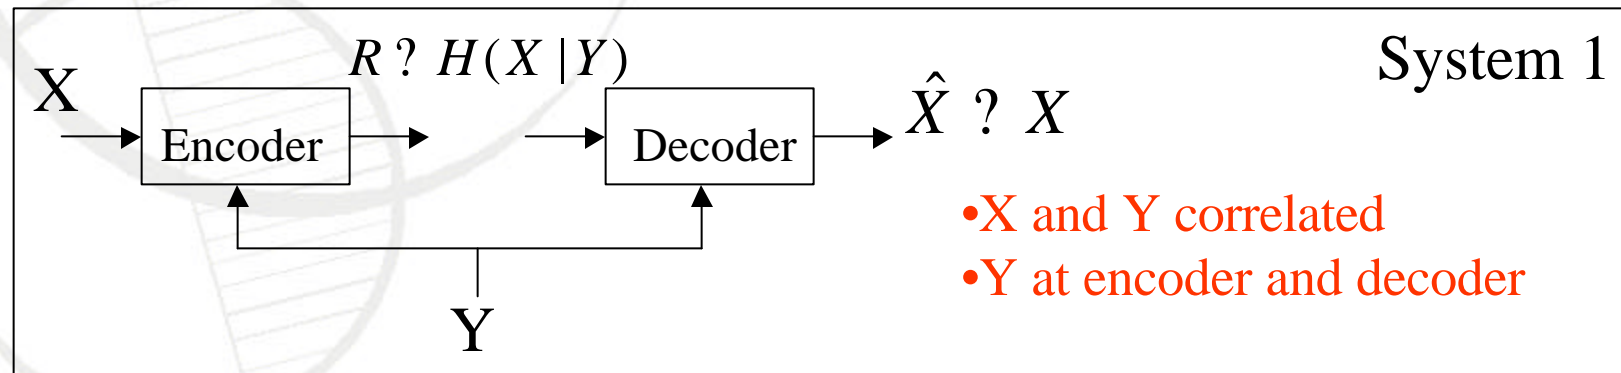 System 1
X
R ? H(X | Y)
Encoder
Decoder
X̂ ? X
•X and Y correlated
•Y at encoder and decoder
Y